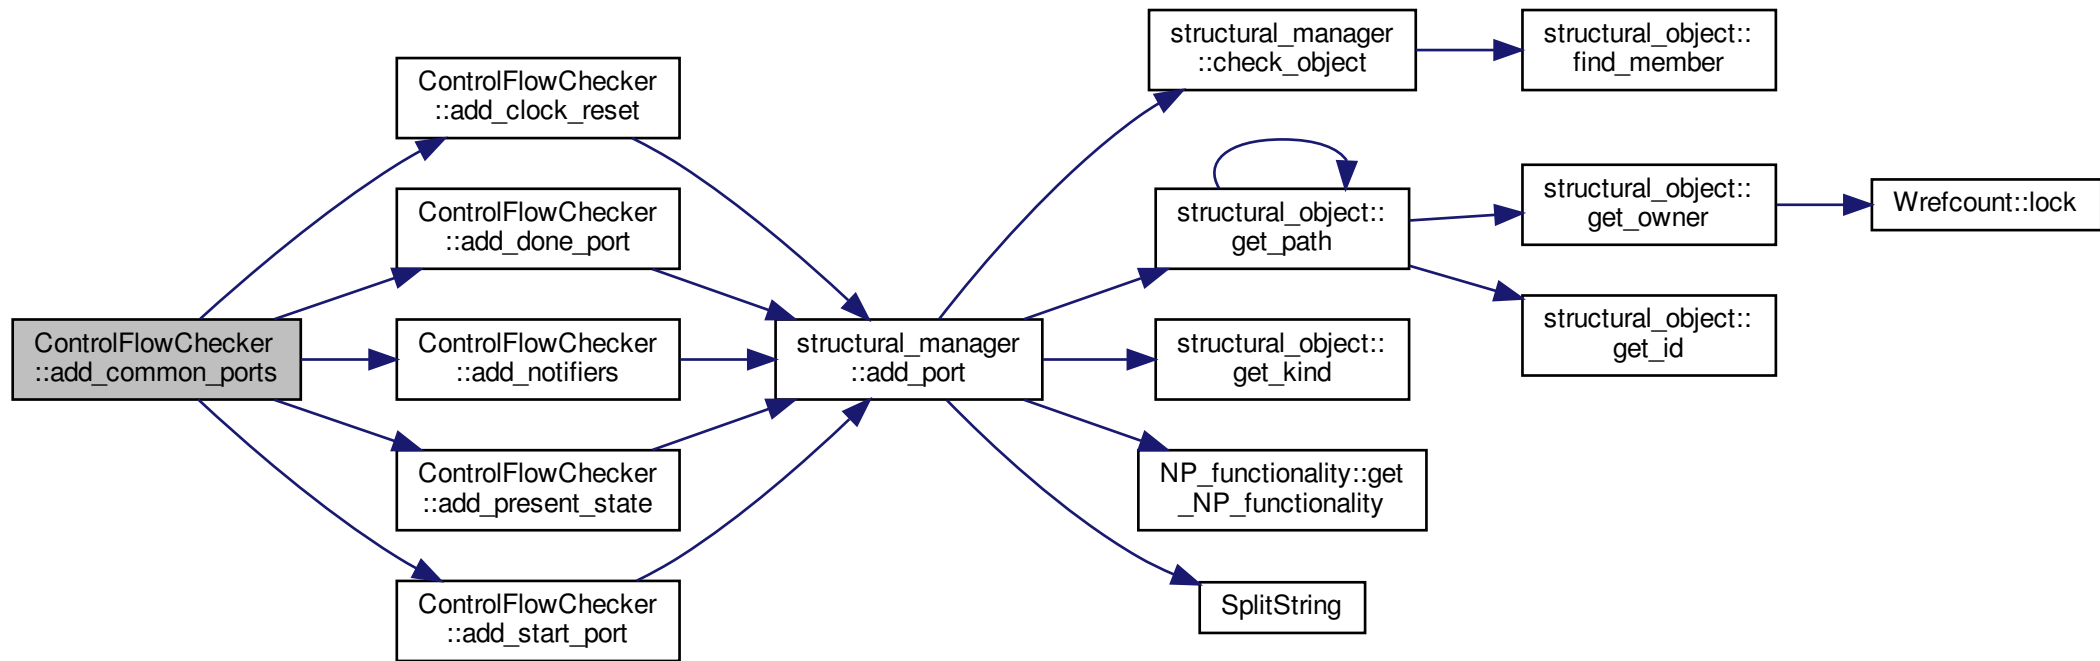 ControlFlowChecker
::add_common_ports
ControlFlowChecker
::add_clock_reset
ControlFlowChecker
::add_done_port
ControlFlowChecker
::add_notifiers
ControlFlowChecker
::add_present_state
ControlFlowChecker
::add_start_port
structural_manager
::add_port
structural_manager
::check_object
structural_object::
get_path
structural_object::
get_kind
NP_functionality::get
_NP_functionality
SplitString
structural_object::
find_member
structural_object::
get_owner
structural_object::
get_id
Wrefcount::lock